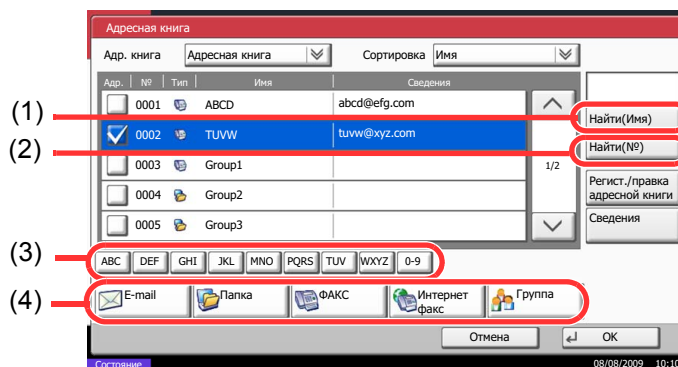 Адресная книга
Адр. книга Адресная книга Сортировка Имя
Адр. № Тип Имя Сведения
0001 ABCD abcd@efg.com
(1)
Найти(Имя)
0002 TUVW tuvw@xyz.com
(2)
Найти(№)
0003 Group1 1/2
Регист./правка
адресной книги
0004 Group2
0005 Group3
Сведения
(3)
ABC DEF GHI JKL MNO PQRS TUV WXYZ 0-9
(4)
E-mail Папка ФАКС Интернет
факс Группа
Отмена OK
Состояние 08/08/2009 10:10